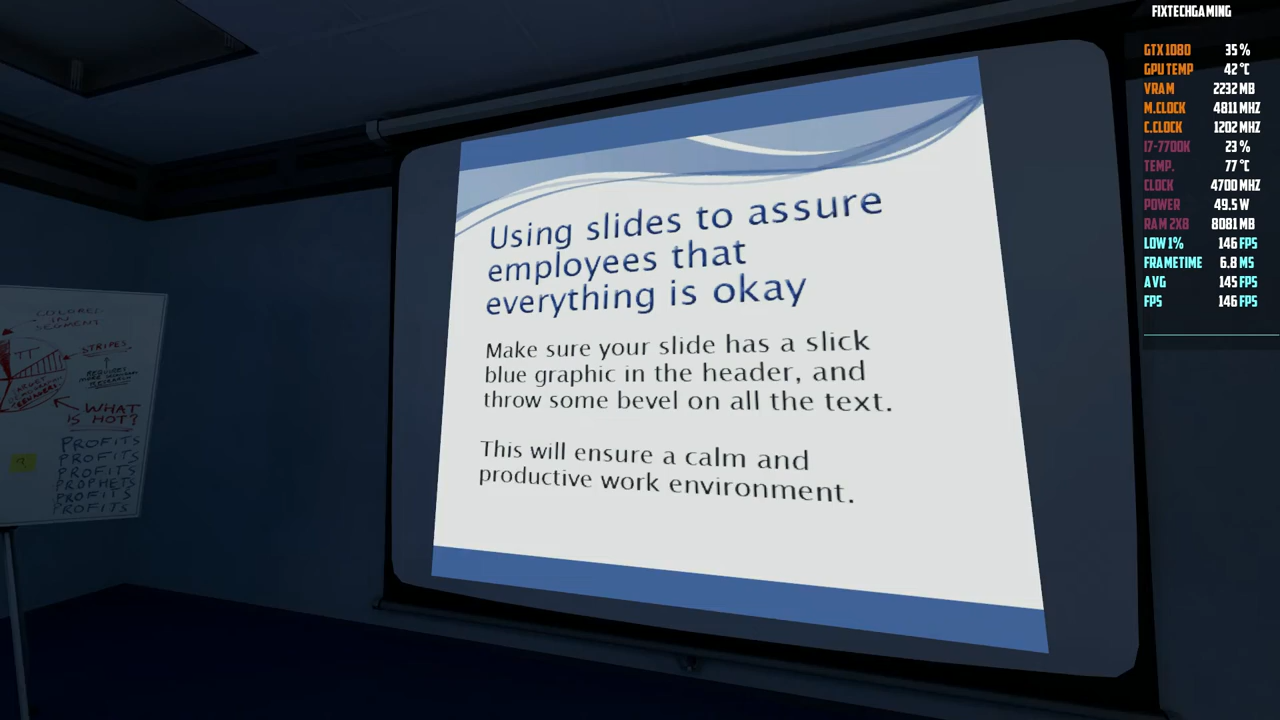 FIXTECHGAMING
GTX 1080 35 %
GPU TEMP 42 °C
VRAM 2232 MB
M.CLOCK 4811 MHZ
C.CLOCK 1202 MHZ
I7-7700K 23 %
TEMP. 77 °C
CLOCK 4700 MHZ
POWER 49.5 W
RAM 2X8 8081 MB
LOW 1% 146 FPS
FRAMETIME 6.8 MS
AVG 145 FPS
FPS 146 FPS
Using slides to assure
employees that
everything is okay
Make sure your slide has a slick
blue graphic in the header, and
throw some bevel on all the text.
This will ensure a calm and
productive work environment.
COLORED
IN
SEGMENT
STRIPES
WHAT
IS HOT?
PROFITS
PROFITS
PROFITS
PROPHETS
PROFITS
PROFITS
?